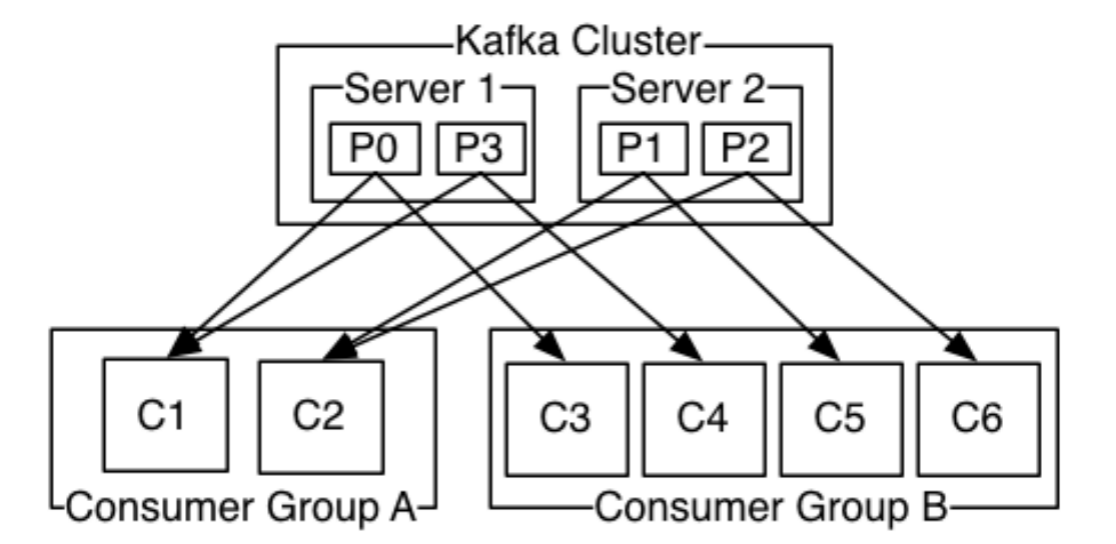 Kafka Cluster
Server 1
Server 2
P0
P3
P1
P2
C1
C2
C3
C4
C5
C6
Consumer Group A
Consumer Group B